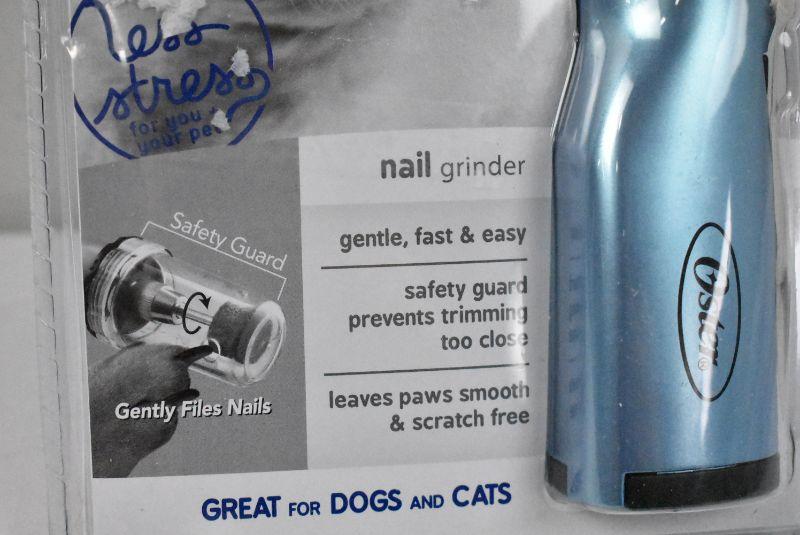 less
stress
for you +
your pet
nail grinder
Safety Guard
gentle, fast & easy
safety guard
prevents trimming
too close
Gently Files Nails
leaves paws smooth
& scratch free
GREAT FOR DOGS AND CATS
Oster®